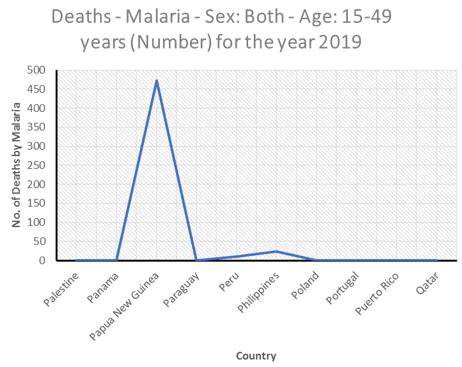 Deaths - Malaria - Sex: Both - Age: 15-49
years (Number) for the year 2019
500
450
400
350
300
250
200
150
100
50
0
No. of Deaths by Malaria
Palestine
Panama
Papua New Guinea
Paraguay
Peru
Philippines
Poland
Portugal
Puerto Rico
Qatar
Country